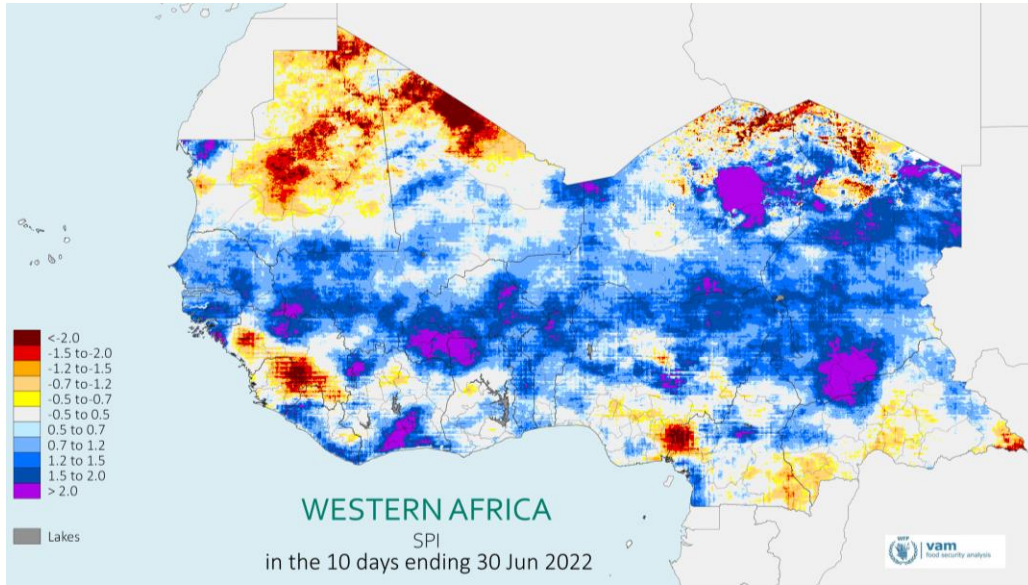 <-2.0
-1.5 to-2.0
-1.2 to-1.5
-0.7 to-1.2
-0.5 to-0.7
-0.5 to 0.5
0.5 to 0.7
0.7 to 1.2
1.2 to 1.5
1.5 to 2.0
> 2.0
Lakes
WESTERN AFRICA
SPI
in the 10 days ending 30 Jun 2022
WFP
vam
food security analysis